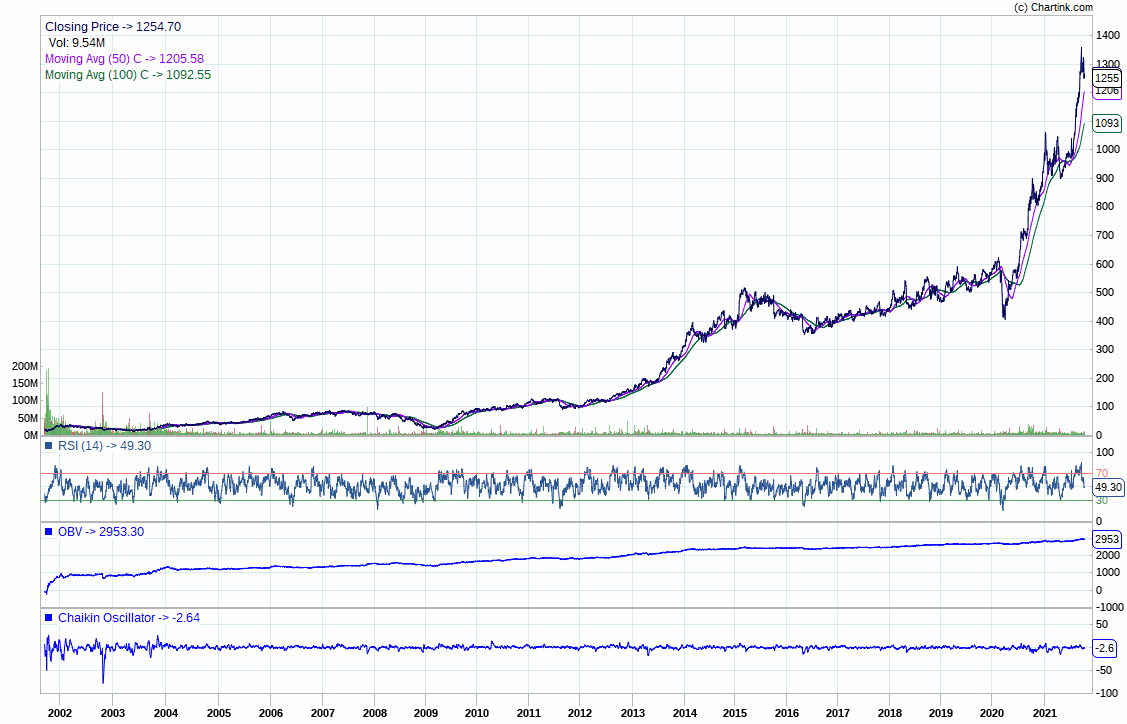 (c) Chartink.com
Closing Price -> 1254.70
Vol: 9.54M
Moving Avg (50) C -> 1205.58
Moving Avg (100) C -> 1092.55
1400
1300
1255
1206
1093
1000
900
800
700
600
500
400
300
200
100
0
200M
150M
100M
50M
0M
RSI (14) -> 49.30
100
70
49.30
30
0
OBV -> 2953.30
2953
2000
1000
0
-1000
Chaikin Oscillator -> -2.64
50
-2.6
-50
-100
2002 2003 2004 2005 2006 2007 2008 2009 2010 2011 2012 2013 2014 2015 2016 2017 2018 2019 2020 2021